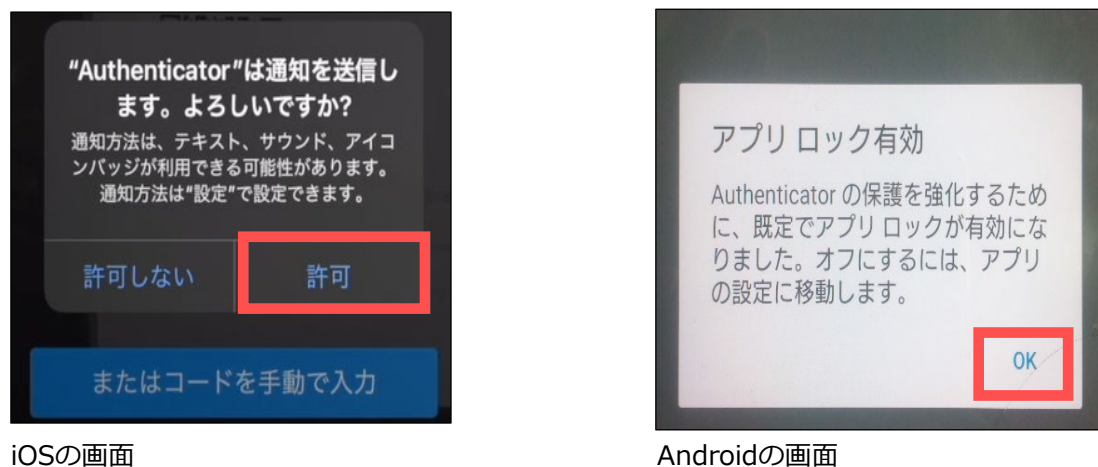 “Authenticator”は通知を送信し
ます。よろしいですか?
通知方法は、テキスト、サウンド、アイコ
ンバッジが利用できる可能性があります。
通知方法は“設定”で設定できます。
許可しない
許可
またはコードを手動で入力
iOSの画面
アプリ ロック有効
Authenticator の保護を強化するため
に、既定でアプリ ロックが有効にな
りました。オフにするには、アプリ
の設定に移動します。
OK
Androidの画面